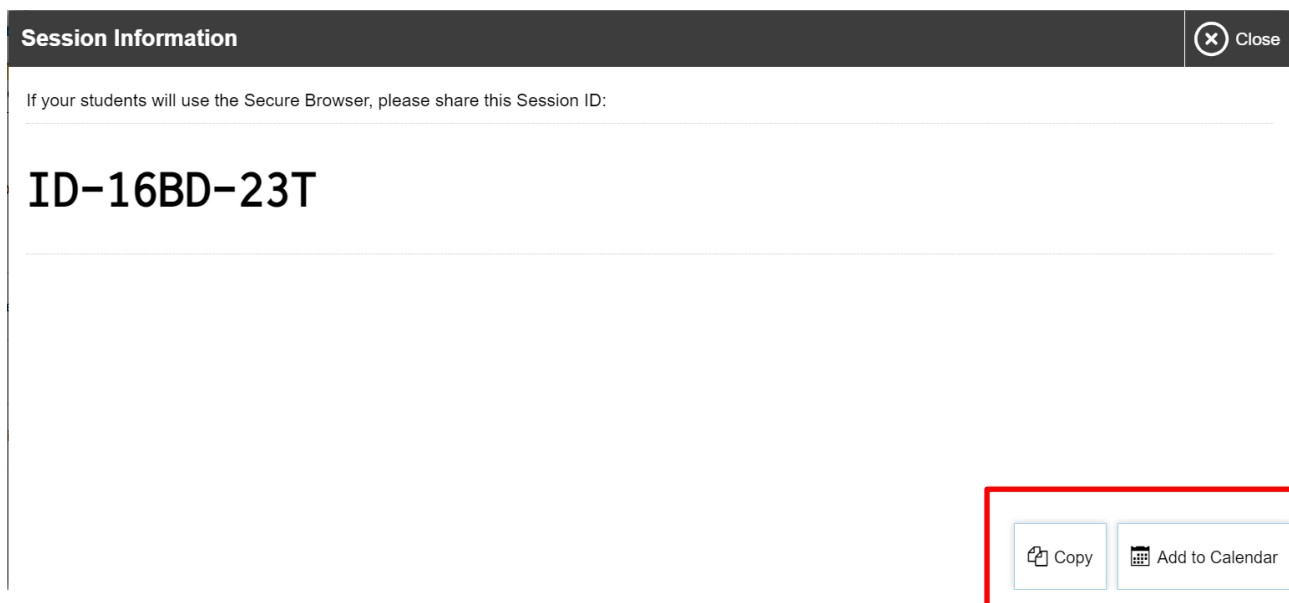 Session Information
Close
If your students will use the Secure Browser, please share this Session ID:
ID-16BD-23T
Copy
Add to Calendar